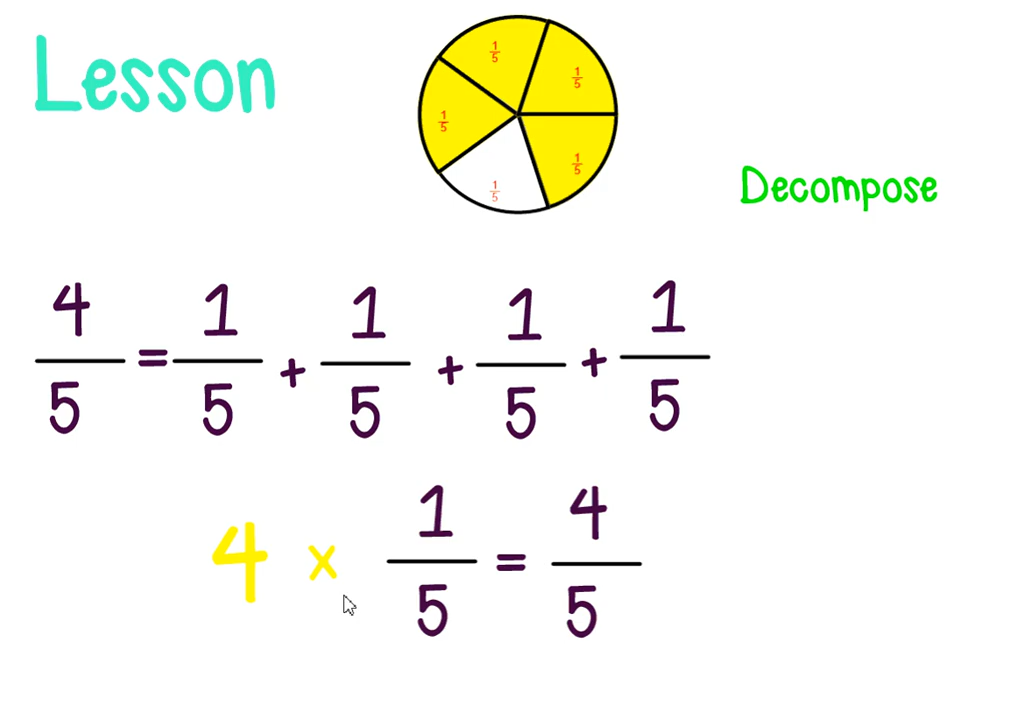 Lesson
1/5
1/5
1/5
1/5
1/5
Decompose
4/5 = 1/5 + 1/5 + 1/5 + 1/5
4 x 1/5 = 4/5